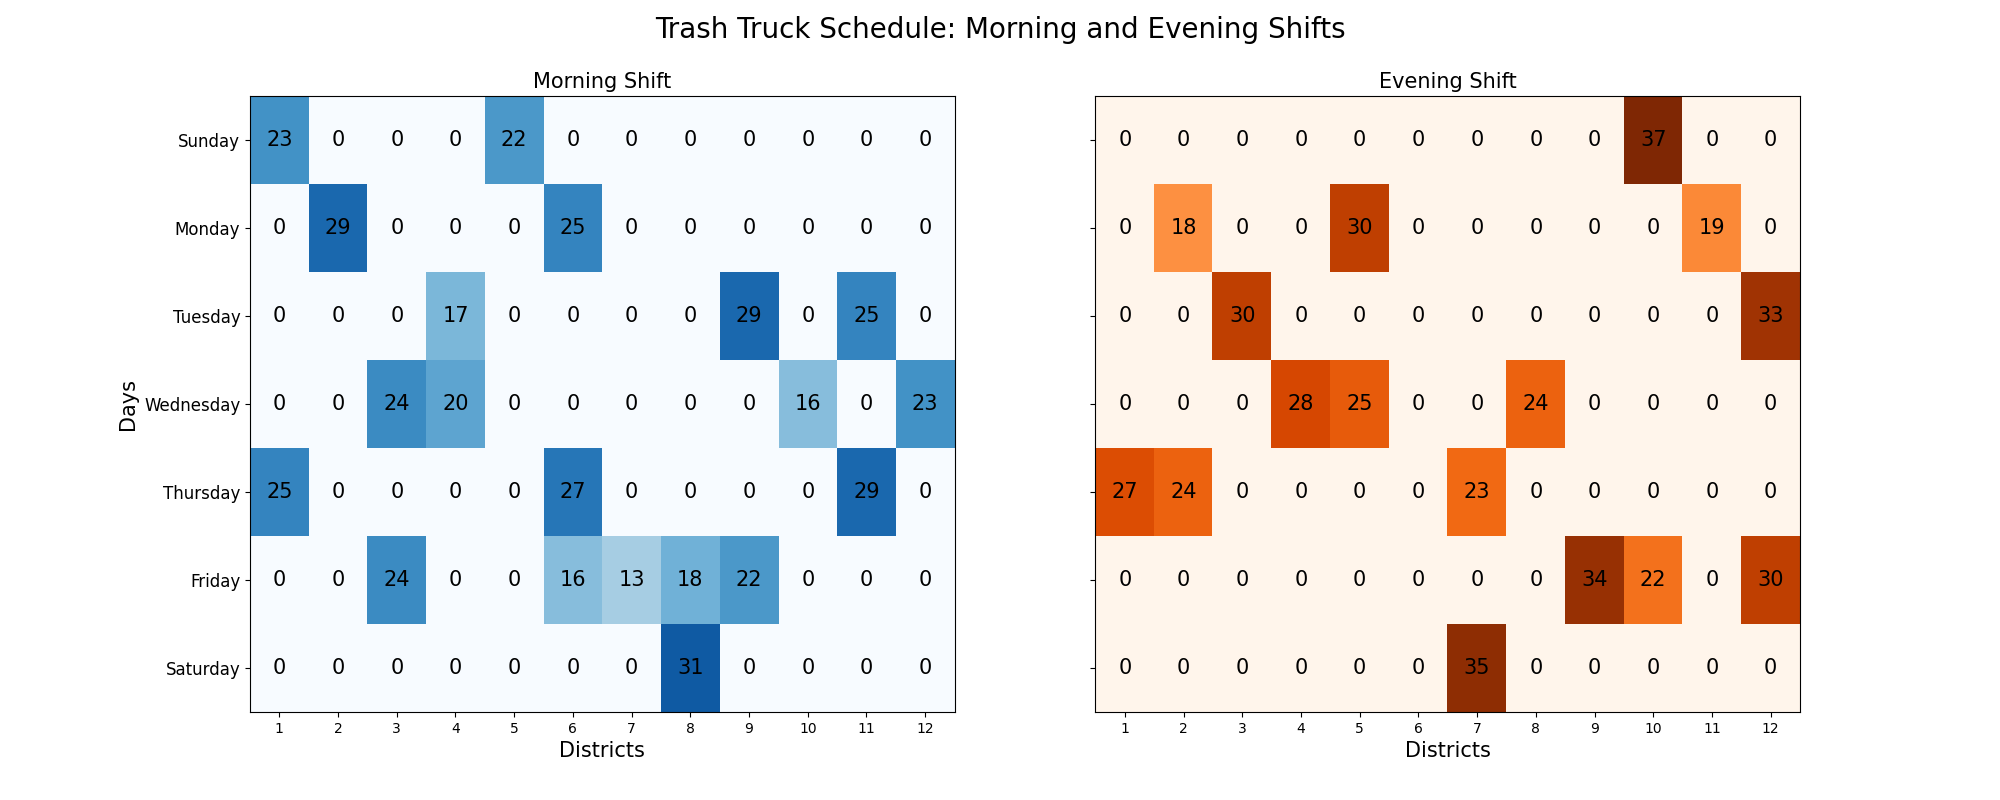 Trash Truck Schedule: Morning and Evening Shifts
Morning Shift
Evening Shift
Sunday 23 0 0 0 22 0 0 0 0 0 0 0 0 0 0 0 0 0 0 0 0 37 0 0
Monday 0 29 0 0 0 25 0 0 0 0 0 0 0 18 0 0 30 0 0 0 0 0 19 0
Tuesday 0 0 0 17 0 0 0 0 29 0 25 0 0 0 30 0 0 0 0 0 0 0 0 33
Wednesday 0 0 24 20 0 0 0 0 0 16 0 23 0 0 0 28 25 0 0 24 0 0 0 0
Thursday 25 0 0 0 0 27 0 0 0 0 29 0 27 24 0 0 0 0 23 0 0 0 0 0
Friday 0 0 24 0 0 16 13 18 22 0 0 0 0 0 0 0 0 0 0 0 34 22 0 30
Saturday 0 0 0 0 0 0 0 31 0 0 0 0 0 0 0 0 0 0 35 0 0 0 0 0
Days
1 2 3 4 5 6 7 8 9 10 11 12 1 2 3 4 5 6 7 8 9 10 11 12
Districts
Districts